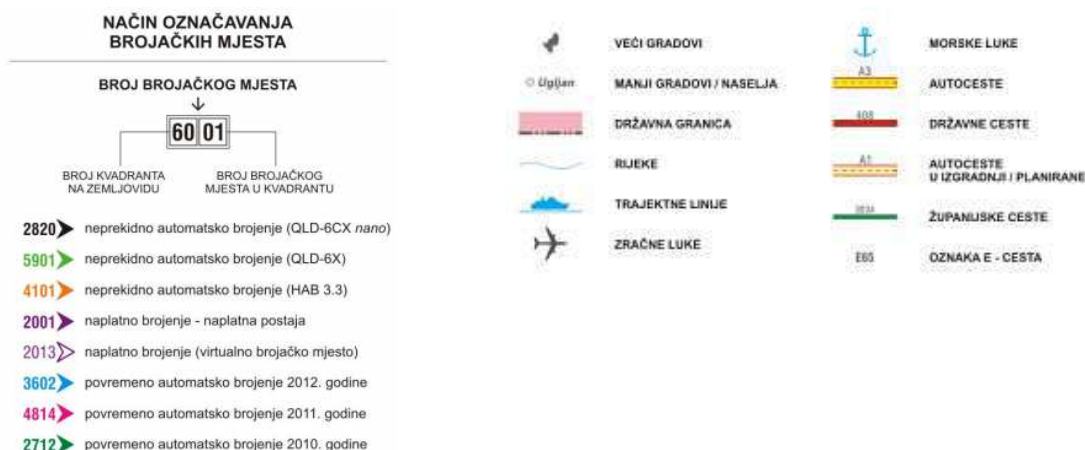 NAČIN OZNAČAVANJA
BROJAČKIH MJESTA
BROJ BROJAČKOG MJESTA
60 01
BROJ KVADRANTA
NA ZEMLJOVIDU
BROJ BROJAČKOG
MJESTA U KVADRANTU
2820 neprekidno automatsko brojenje (QLD-6CX nano)
5901 neprekidno automatsko brojenje (QLD-6X)
4101 neprekidno automatsko brojenje (HAB 3.3)
2001 naplatno brojenje - naplatna postaja
2013 naplatno brojenje (virtualno brojačko mjesto)
3602 povremeno automatsko brojenje 2012. godine
4814 povremeno automatsko brojenje 2011. godine
2712 povremeno automatsko brojenje 2010. godine
VEĆI GRADOVI
Ugljan MANJI GRADOVI / NASELJA
DRŽAVNA GRANICA
RIJEKE
TRAJEKTNE LINIJE
ZRAČNE LUKE
MORSKE LUKE
A3 AUTOCESTE
DRŽAVNE CESTE
A1 AUTOCESTE
U IZGRADNJI / PLANIRANE
ŽUPANIJSKE CESTE
E65 OZNAKA E - CESTA